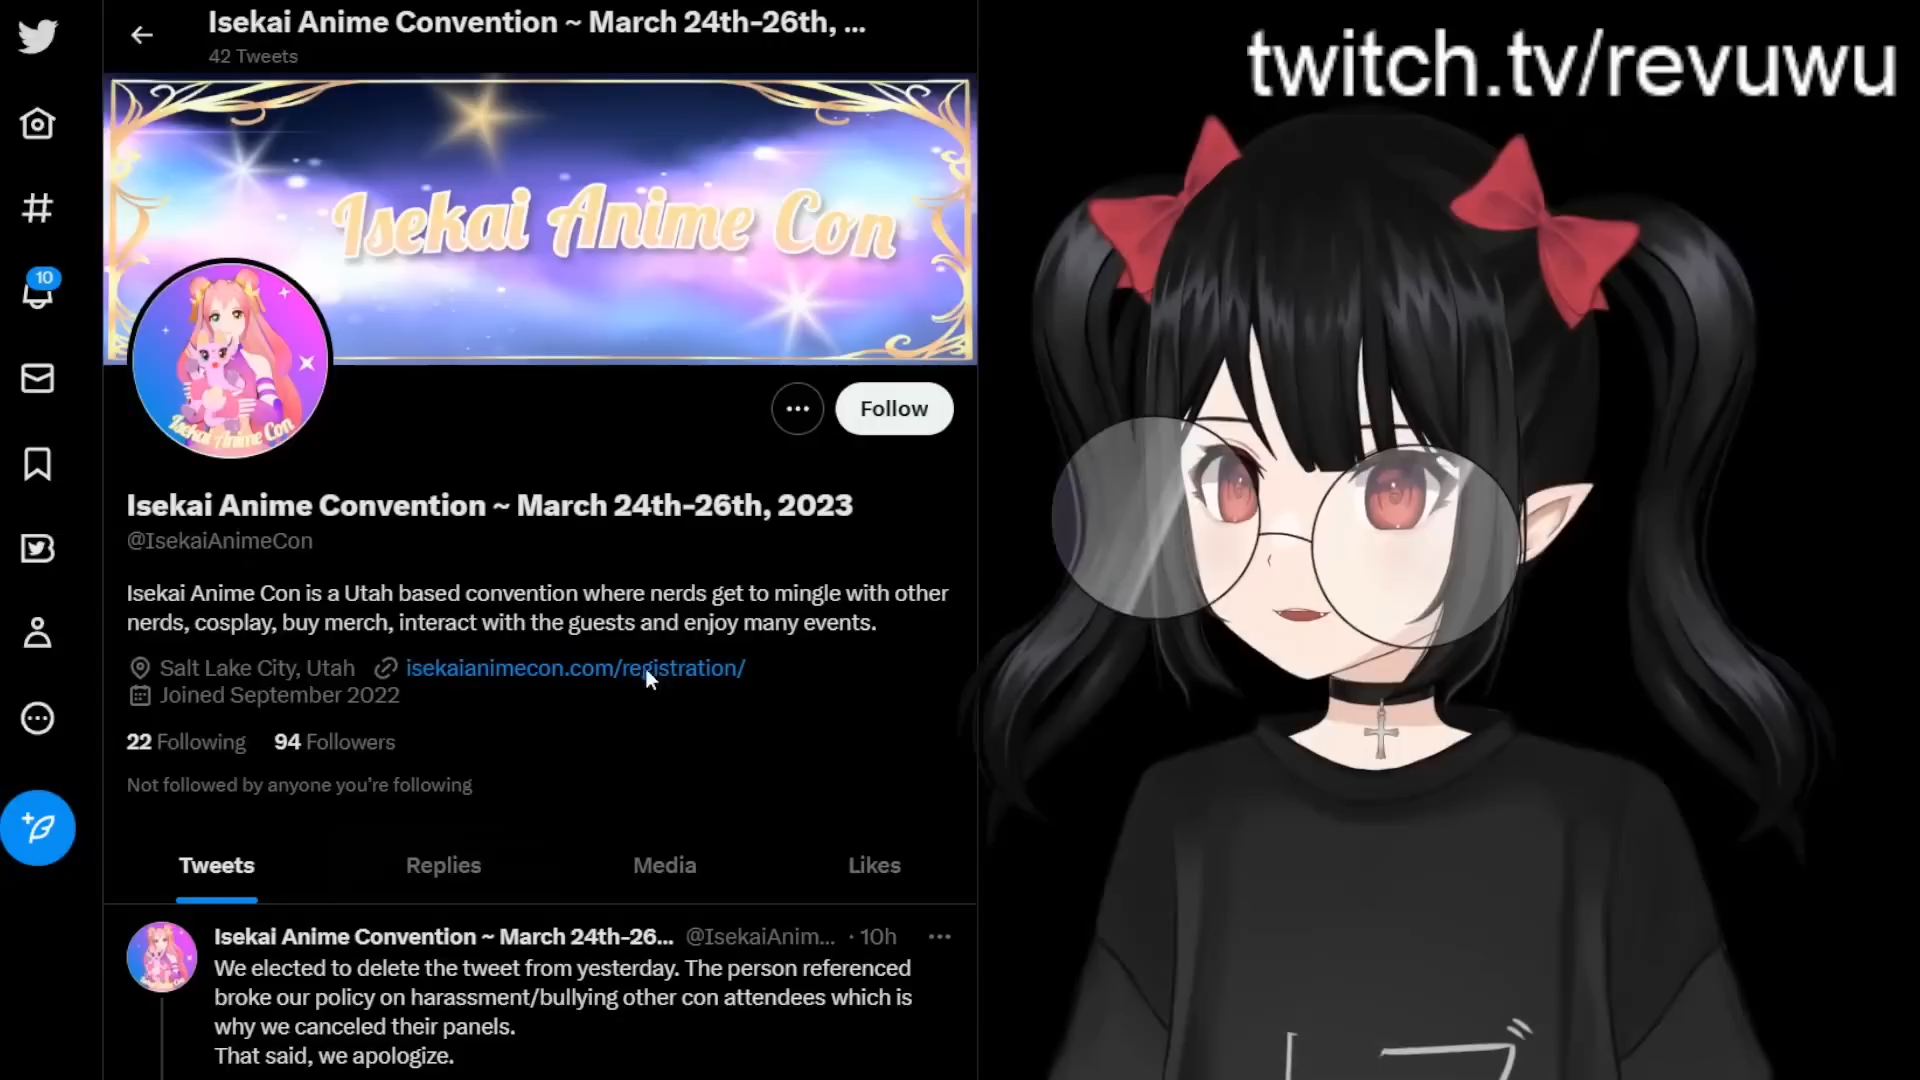 Isekai Anime Convention ~ March 24th-26th, ...
42 Tweets
twitch.tv/revuwu
Isekai Anime Con
10
Isekai Anime Con
Follow
Isekai Anime Convention ~ March 24th-26th, 2023
@IsekaiAnimeCon
Isekai Anime Con is a Utah based convention where nerds get to mingle with other
nerds, cosplay, buy merch, interact with the guests and enjoy many events.
Salt Lake City, Utah isekaianimecon.com/registration/
Joined September 2022
22 Following 94 Followers
Not followed by anyone you’re following
Tweets Replies Media Likes
Isekai Anime Convention ~ March 24th-26... @IsekaiAnim... · 10h
We elected to delete the tweet from yesterday. The person referenced
broke our policy on harassment/bullying other con attendees which is
why we canceled their panels.
That said, we apologize.